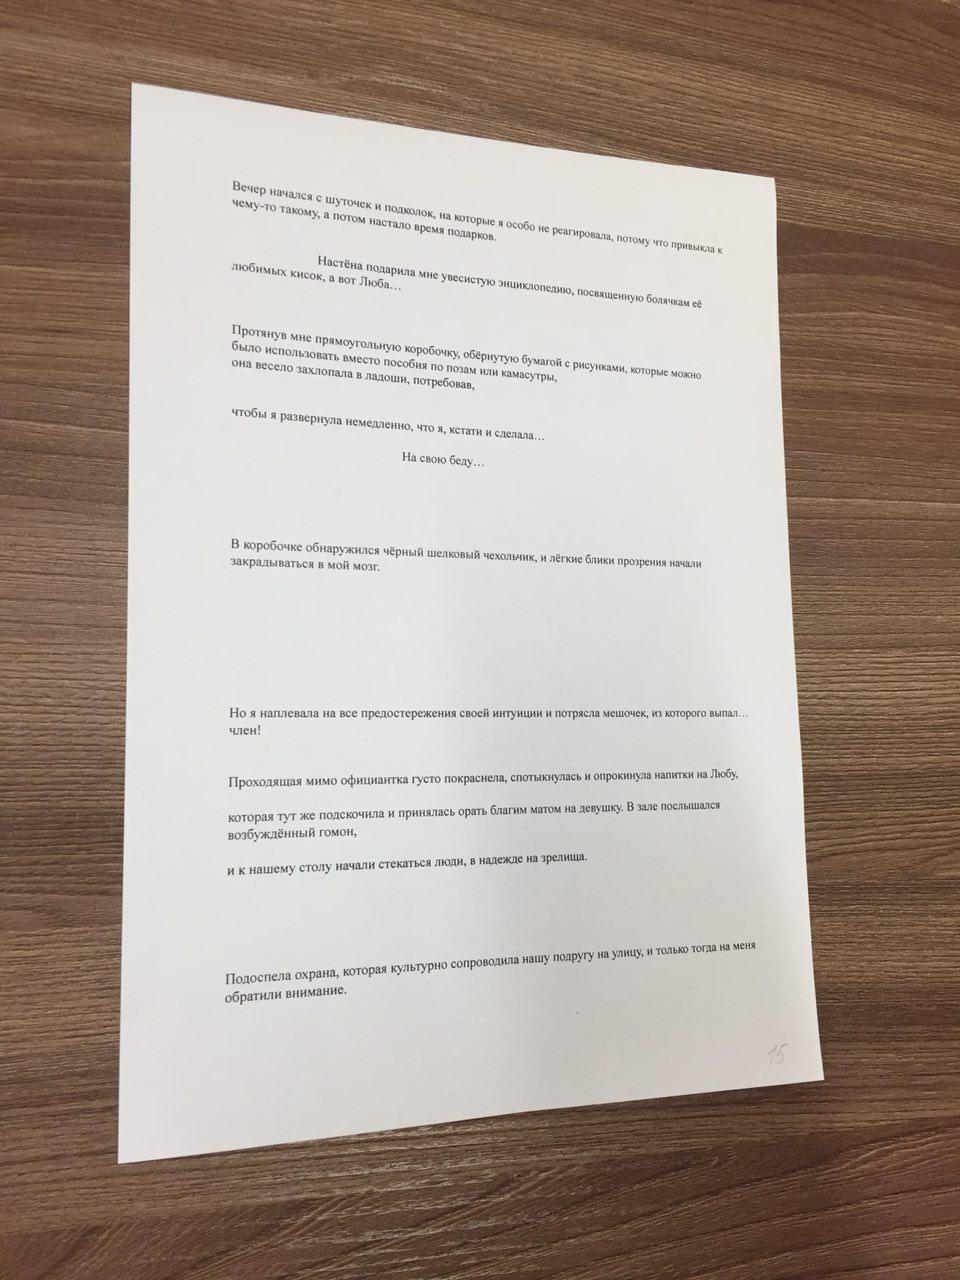 Вечер начался с шуточек и подколок, на которые я особо не реагировала, потому что привыкла к
чему-то такому, а потом настало время подарков.
Настёна подарила мне увесистую энциклопедию, посвященную болячкам её
любимых кисок, а вот Люба…
Протянув мне прямоугольную коробочку, обёрнутую бумагой с рисунками, которые можно
было использовать вместо пособия по позам или камасутры,
она весело захлопала в ладоши, потребовав,
чтобы я развернула немедленно, что я, кстати и сделала…
На свою беду…
В коробочке обнаружился чёрный шелковый чехольчик, и лёгкие блики прозрения начали
закрадываться в мой мозг.
Но я наплевала на все предостережения своей интуиции и потрясла мешочек, из которого выпал…
член!
Проходящая мимо официантка густо покраснела, спотыкнулась и опрокинула напитки на Любу,
которая тут же подскочила и принялась орать благим матом на девушку. В зале послышался
возбуждённый гомон,
и к нашему столу начали стекаться люди, в надежде на зрелища.
Подоспела охрана, которая культурно сопроводила нашу подругу на улицу, и только тогда на меня
обратили внимание.
15